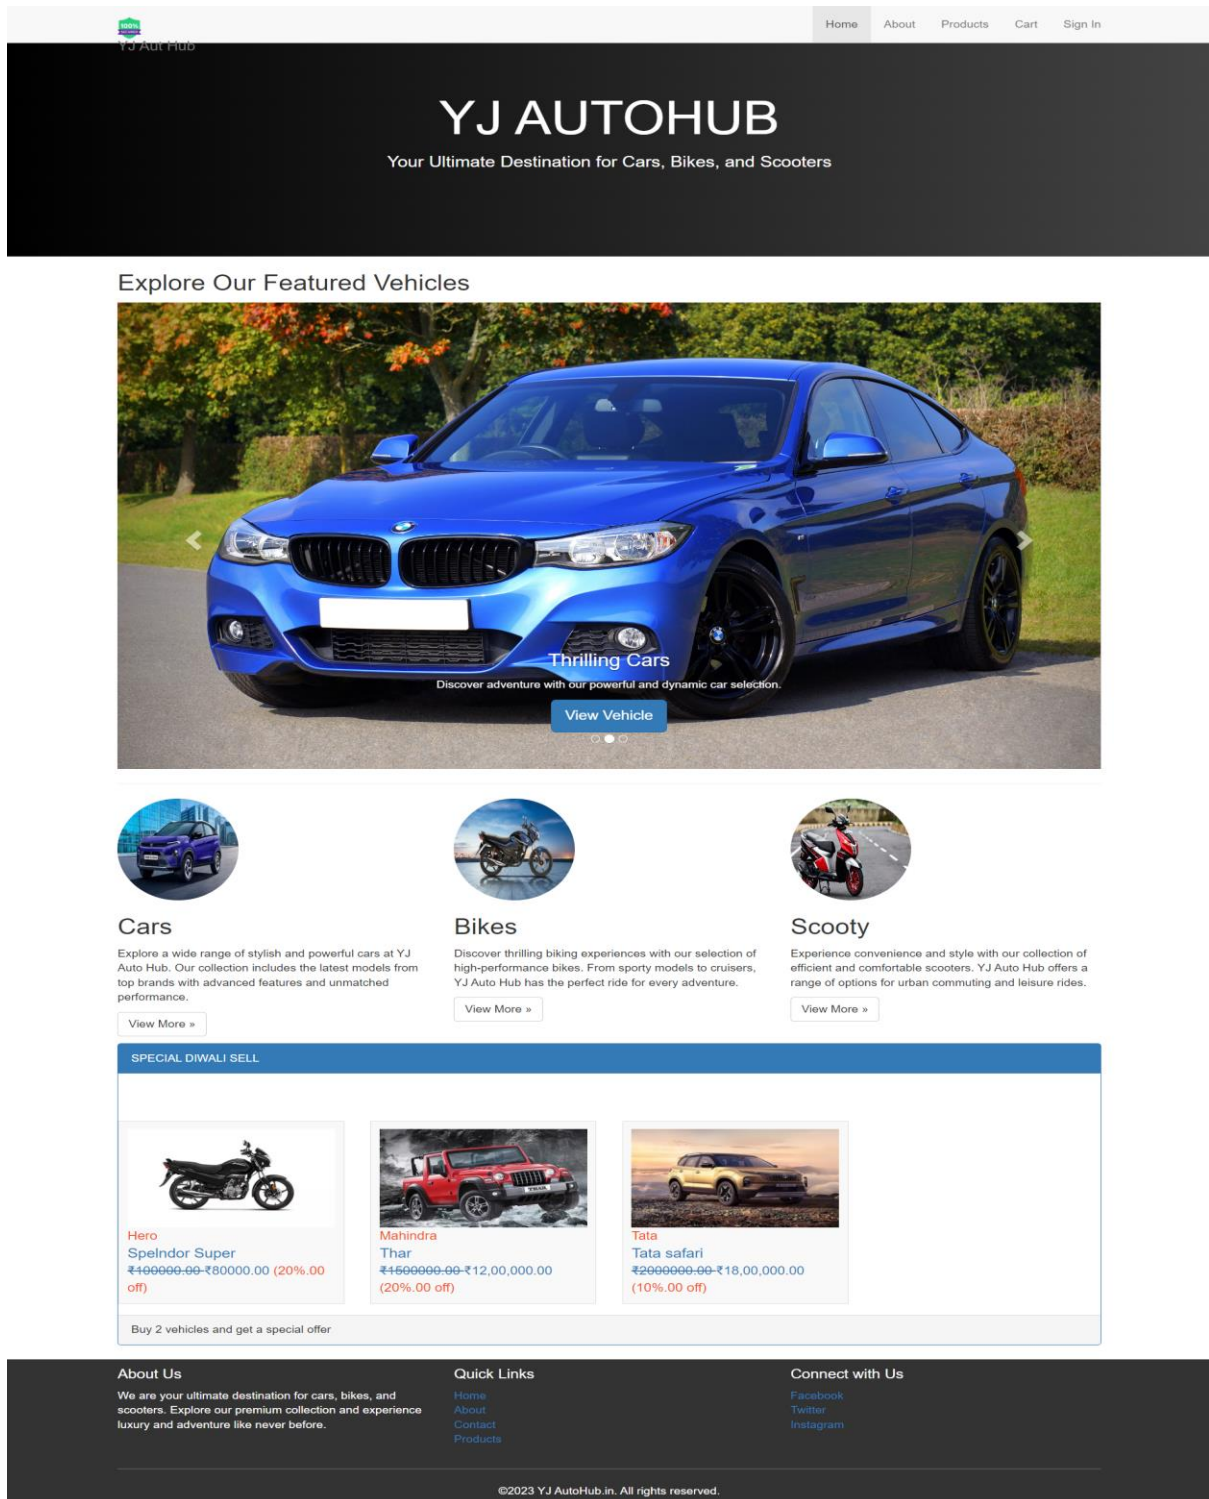 100%
YJ Aut Hub
Home About Products Cart Sign In
YJ AUTOHUB
Your Ultimate Destination for Cars, Bikes, and Scooters
Explore Our Featured Vehicles
Thrilling Cars
Discover adventure with our powerful and dynamic car selection.
View Vehicle
Cars
Explore a wide range of stylish and powerful cars at YJ
Auto Hub. Our collection includes the latest models from
top brands with advanced features and unmatched
performance.
View More »
Bikes
Discover thrilling biking experiences with our selection of
high-performance bikes. From sporty models to cruisers,
YJ Auto Hub has the perfect ride for every adventure.
View More »
Scooty
Experience convenience and style with our collection of
efficient and comfortable scooters. YJ Auto Hub offers a
range of options for urban commuting and leisure rides.
View More »
SPECIAL DIWALI SELL
Hero
Spelndor Super
₹100000.00 ₹80000.00 (20%.00
off)
THAR
Mahindra
Thar
₹1500000.00 ₹12,00,000.00
(20%.00 off)
Tata
Tata safari
₹2000000.00 ₹18,00,000.00
(10%.00 off)
Buy 2 vehicles and get a special offer
About Us
We are your ultimate destination for cars, bikes, and
scooters. Explore our premium collection and experience
luxury and adventure like never before.
Quick Links
Home
About
Contact
Products
Connect with Us
Facebook
Twitter
Instagram
©2023 YJ AutoHub.in. All rights reserved.